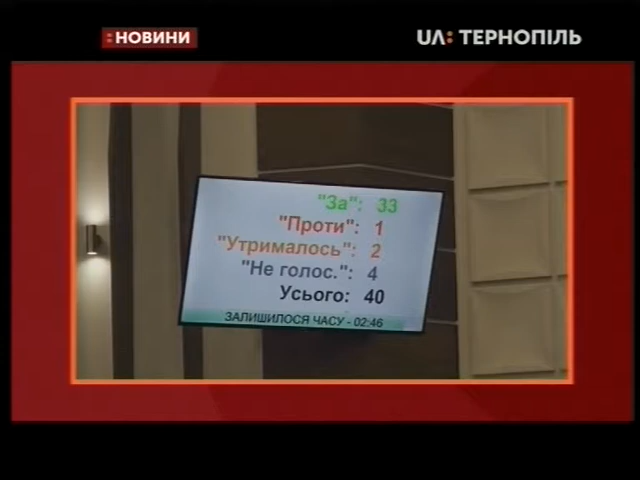 :НОВИНИ
UA: ТЕРНОПІЛЬ
"За": 33
"Проти": 1
"Утрималось": 2
"Не голос.": 4
Усього: 40
ЗАЛИШИЛОСЯ ЧАСУ - 02:46